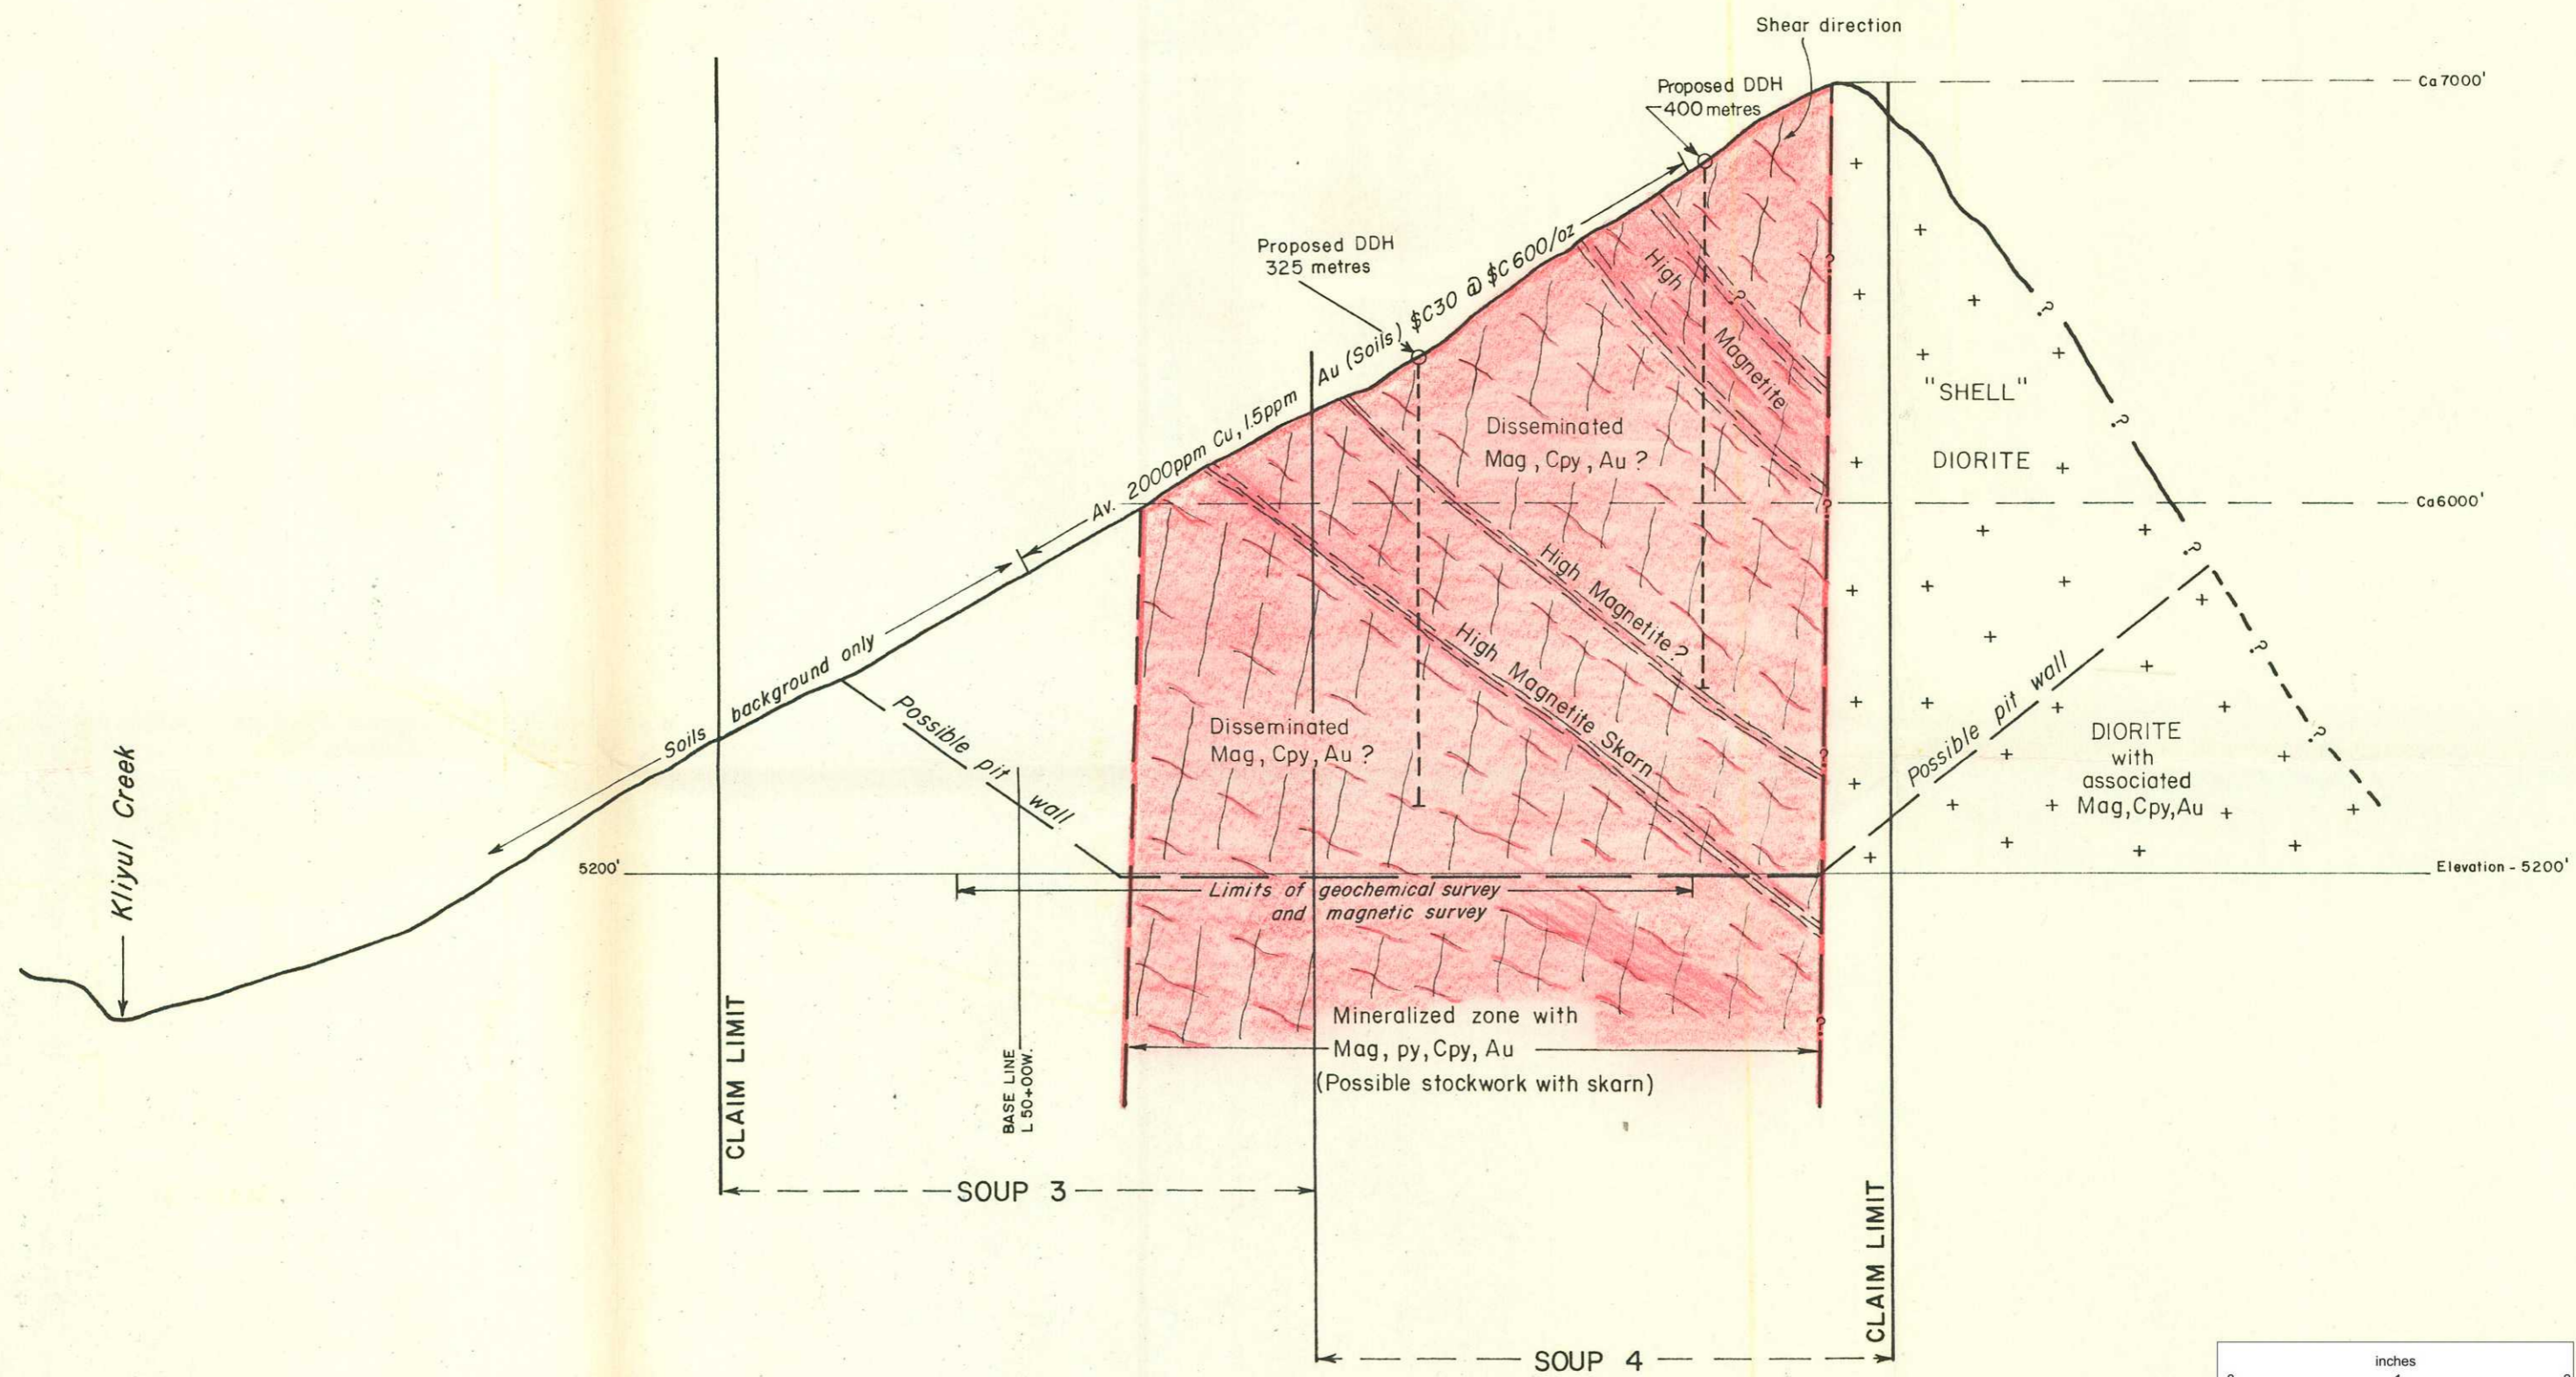 Shear direction
Proposed DDH
400 metres
Ca 7000'
Proposed DDH
325 metres
Av. 2000ppm Cu, 1.5ppm Au (Soils) $C30 @ $C600/oz
High Magnetite
?
?
?
?
"SHELL"
DIORITE
Disseminated
Mag, Cpy, Au ?
Ca 6000'
?
?
High Magnetite?
Soils background only
High Magnetite Skarn
Possible pit wall
Possible pit wall
?
?
?
Disseminated
Mag, Cpy, Au ?
DIORITE
with
associated
Mag, Cpy, Au
Kliyul Creek
5200'
Elevation - 5200'
Limits of geochemical survey
and magnetic survey
Mineralized zone with
Mag, py, Cpy, Au
(Possible stockwork with skarn)
?
CLAIM LIMIT
BASE LINE
L 50+00W.
SOUP 3
CLAIM LIMIT
SOUP 4
inches